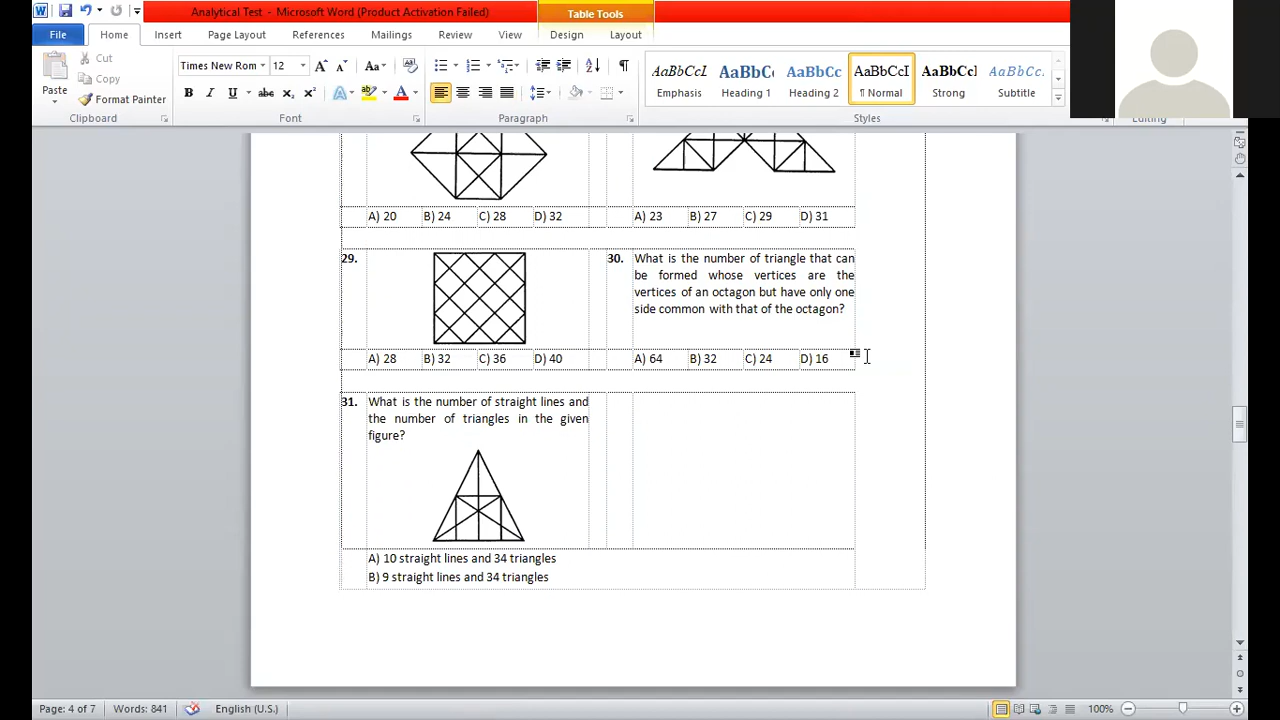 Analytical Test - Microsoft Word (Product Activation Failed)
Table Tools
File
Home
Insert
Page Layout
References
Mailings
Review
View
Design
Layout
Paste
Cut
Copy
Format Painter
Clipboard
Times New Rom
12
Font
Paragraph
AaBbCcI
Emphasis
AaBbCc
Heading 1
AaBbCc
Heading 2
AaBbCcI
¶ Normal
AaBbCcl
Strong
AaBbCc.
Subtitle
Styles
Editing
A) 20 B) 24 C) 28 D) 32
A) 23 B) 27 C) 29 D) 31
29.
A) 28 B) 32 C) 36 D) 40
30. What is the number of triangle that can
be formed whose vertices are the
vertices of an octagon but have only one
side common with that of the octagon?
A) 64 B) 32 C) 24 D) 16
31. What is the number of straight lines and
the number of triangles in the given
figure?
A) 10 straight lines and 34 triangles
B) 9 straight lines and 34 triangles
Page: 4 of 7
Words: 841
English (U.S.)
100%